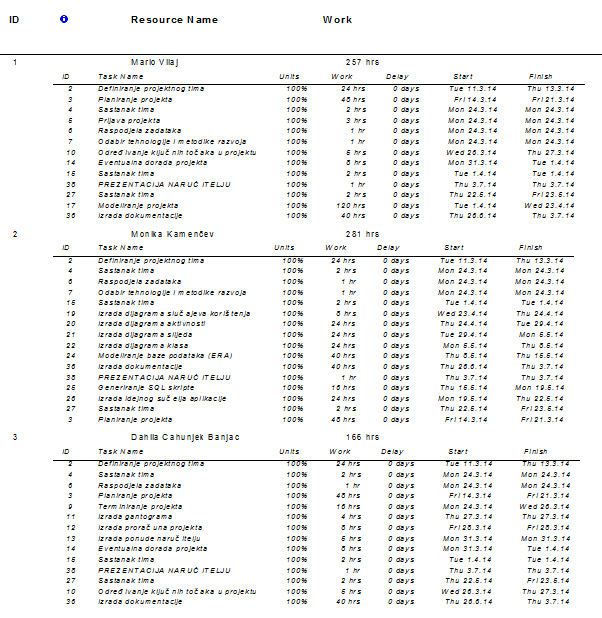 ID Resource Name Work
1 Mario Vilaj 257 hrs
ID Task Name Units Work Delay Start Finish
2 Definiranje projektnog tima 100% 24 hrs 0 days Tue 11.3.14 Thu 13.3.14
3 Planiranje projekta 100% 48 hrs 0 days Fri 14.3.14 Fri 21.3.14
4 Sastanak tima 100% 2 hrs 0 days Mon 24.3.14 Mon 24.3.14
5 Prijava projekta 100% 3 hrs 0 days Mon 24.3.14 Mon 24.3.14
6 Raspodjela zadataka 100% 1 hr 0 days Mon 24.3.14 Mon 24.3.14
7 Odabir tehnologije i metodike razvoja 100% 1 hr 0 days Mon 24.3.14 Mon 24.3.14
10 Određivanje ključnih točaka u projektu 100% 5 hrs 0 days Wed 26.3.14 Thu 27.3.14
14 Eventualna dorada projekta 100% 8 hrs 0 days Mon 31.3.14 Tue 1.4.14
15 Sastanak tima 100% 2 hrs 0 days Tue 1.4.14 Tue 1.4.14
38 PREZENTACIJA NARUČITELJU 100% 1 hr 0 days Thu 3.7.14 Thu 3.7.14
27 Sastanak tima 100% 2 hrs 0 days Thu 22.5.14 Fri 23.5.14
17 Modeliranje projekta 100% 120 hrs 0 days Tue 1.4.14 Wed 23.4.14
36 Izrada dokumentacije 100% 40 hrs 0 days Thu 26.6.14 Thu 3.7.14
2 Monika Kamenčev 281 hrs
ID Task Name Units Work Delay Start Finish
2 Definiranje projektnog tima 100% 24 hrs 0 days Tue 11.3.14 Thu 13.3.14
4 Sastanak tima 100% 2 hrs 0 days Mon 24.3.14 Mon 24.3.14
6 Raspodjela zadataka 100% 1 hr 0 days Mon 24.3.14 Mon 24.3.14
7 Odabir tehnologije i metodike razvoja 100% 1 hr 0 days Mon 24.3.14 Mon 24.3.14
15 Sastanak tima 100% 2 hrs 0 days Tue 1.4.14 Tue 1.4.14
19 Izrada dijagrama slučajeva korištenja 100% 8 hrs 0 days Wed 23.4.14 Thu 24.4.14
20 Izrada dijagrama aktivnosti 100% 24 hrs 0 days Thu 24.4.14 Tue 29.4.14
21 Izrada dijagrama slijeda 100% 24 hrs 0 days Tue 29.4.14 Mon 5.5.14
22 Izrada dijagrama klasa 100% 24 hrs 0 days Mon 5.5.14 Thu 8.5.14
24 Modeliranje baze podataka (ERA) 100% 40 hrs 0 days Thu 8.5.14 Thu 15.5.14
36 Izrada dokumentacije 100% 40 hrs 0 days Thu 26.6.14 Thu 3.7.14
38 PREZENTACIJA NARUČITELJU 100% 1 hr 0 days Thu 3.7.14 Thu 3.7.14
25 Generiranje SQL skripte 100% 16 hrs 0 days Thu 15.5.14 Mon 19.5.14
26 Izrada idejnog sučelja aplikacije 100% 24 hrs 0 days Mon 19.5.14 Thu 22.5.14
27 Sastanak tima 100% 2 hrs 0 days Thu 22.5.14 Fri 23.5.14
3 Planiranje projekta 100% 48 hrs 0 days Fri 14.3.14 Fri 21.3.14
3 Dahlia Cahunjek Banjac 166 hrs
ID Task Name Units Work Delay Start Finish
2 Definiranje projektnog tima 100% 24 hrs 0 days Tue 11.3.14 Thu 13.3.14
4 Sastanak tima 100% 2 hrs 0 days Mon 24.3.14 Mon 24.3.14
6 Raspodjela zadataka 100% 1 hr 0 days Mon 24.3.14 Mon 24.3.14
3 Planiranje projekta 100% 48 hrs 0 days Fri 14.3.14 Fri 21.3.14
9 Terminiranje projekta 100% 16 hrs 0 days Mon 24.3.14 Wed 26.3.14
11 Izrada gantograma 100% 4 hrs 0 days Thu 27.3.14 Thu 27.3.14
12 Izrada proračuna projekta 100% 8 hrs 0 days Fri 28.3.14 Fri 28.3.14
13 Izrada ponude naručitelju 100% 5 hrs 0 days Mon 31.3.14 Mon 31.3.14
14 Eventualna dorada projekta 100% 8 hrs 0 days Mon 31.3.14 Tue 1.4.14
15 Sastanak tima 100% 2 hrs 0 days Tue 1.4.14 Tue 1.4.14
38 PREZENTACIJA NARUČITELJU 100% 1 hr 0 days Thu 3.7.14 Thu 3.7.14
27 Sastanak tima 100% 2 hrs 0 days Thu 22.5.14 Fri 23.5.14
10 Određivanje ključnih točaka u projektu 100% 5 hrs 0 days Wed 26.3.14 Thu 27.3.14
36 Izrada dokumentacije 100% 40 hrs 0 days Thu 26.6.14 Thu 3.7.14